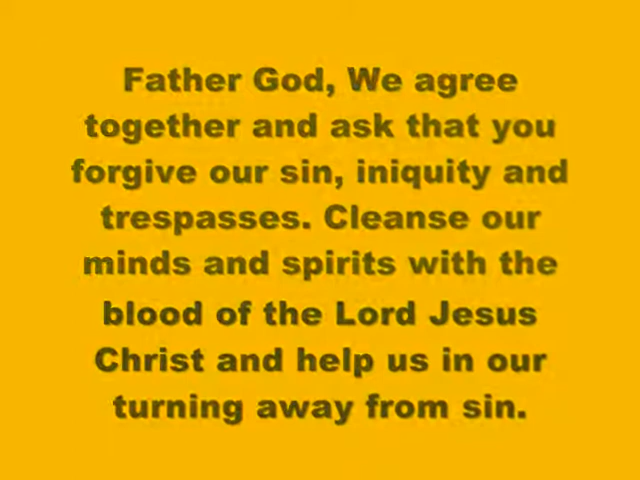 Father God, We agree
together and ask that you
forgive our sin, iniquity and
trespasses. Cleanse our
minds and spirits with the
blood of the Lord Jesus
Christ and help us in our
turning away from sin.